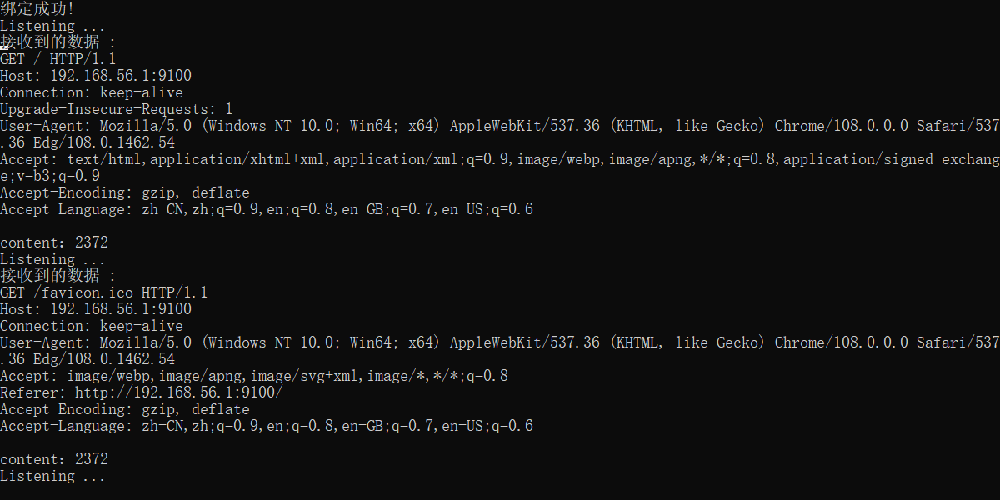 绑定成功!
Listening ...
接收到的数据 :
GET / HTTP/1.1
Host: 192.168.56.1:9100
Connection: keep-alive
Upgrade-Insecure-Requests: 1
User-Agent: Mozilla/5.0 (Windows NT 10.0; Win64; x64) AppleWebKit/537.36 (KHTML, like Gecko) Chrome/108.0.0.0 Safari/537
.36 Edg/108.0.1462.54
Accept: text/html,application/xhtml+xml,application/xml;q=0.9,image/webp,image/apng,*/*;q=0.8,application/signed-exchang
e;v=b3;q=0.9
Accept-Encoding: gzip, deflate
Accept-Language: zh-CN,zh;q=0.9,en;q=0.8,en-GB;q=0.7,en-US;q=0.6

content：2372
Listening ...
接收到的数据 :
GET /favicon.ico HTTP/1.1
Host: 192.168.56.1:9100
Connection: keep-alive
User-Agent: Mozilla/5.0 (Windows NT 10.0; Win64; x64) AppleWebKit/537.36 (KHTML, like Gecko) Chrome/108.0.0.0 Safari/537
.36 Edg/108.0.1462.54
Accept: image/webp,image/apng,image/svg+xml,image/*,*/*;q=0.8
Referer: http://192.168.56.1:9100/
Accept-Encoding: gzip, deflate
Accept-Language: zh-CN,zh;q=0.9,en;q=0.8,en-GB;q=0.7,en-US;q=0.6

content：2372
Listening ...